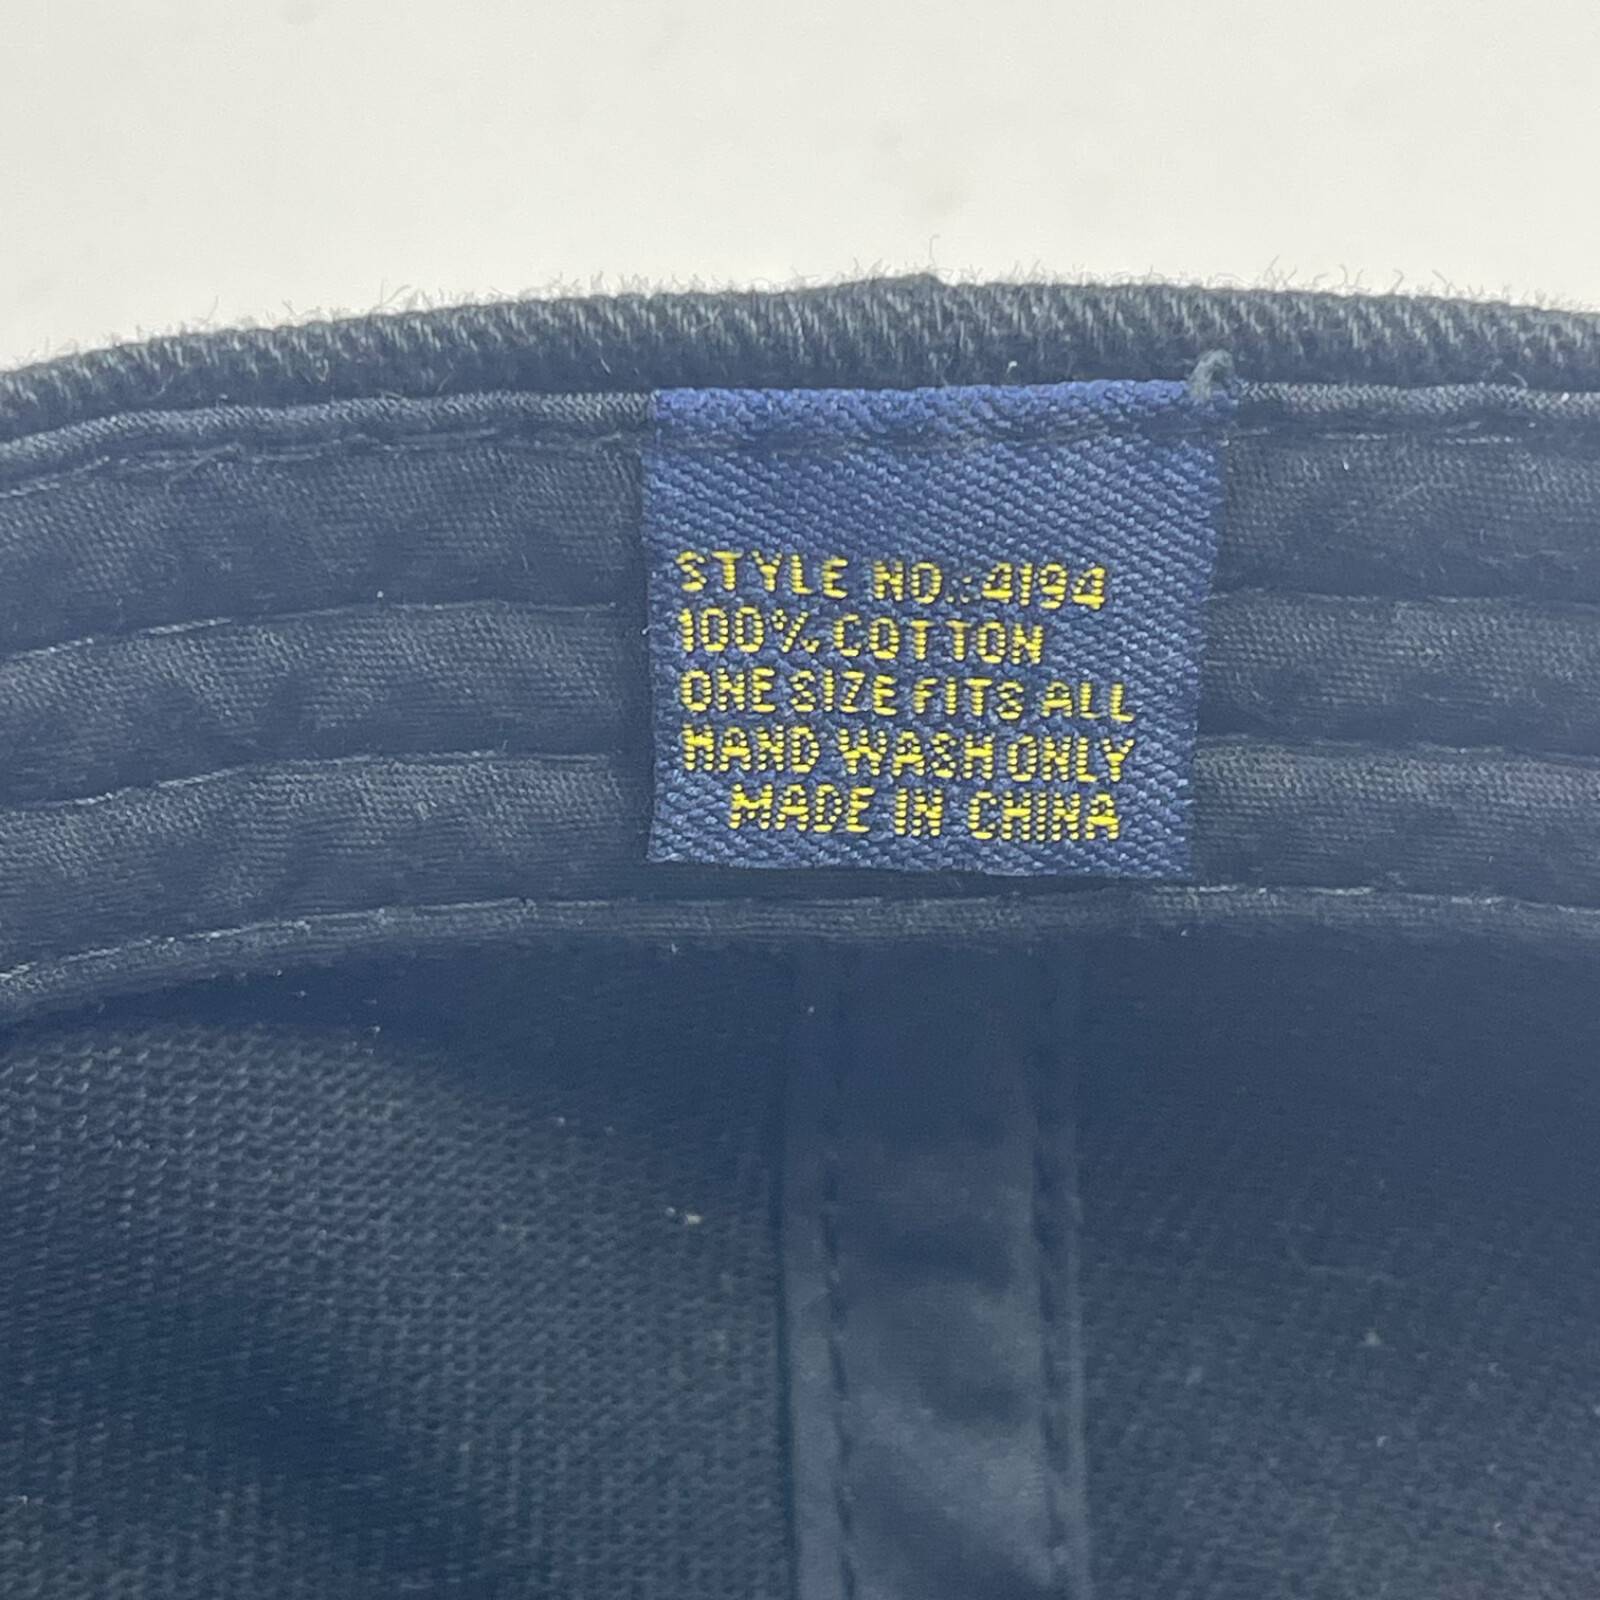 STYLE NO.:4194
100% COTTON
ONE SIZE FITS ALL
HAND WASH ONLY
MADE IN CHINA